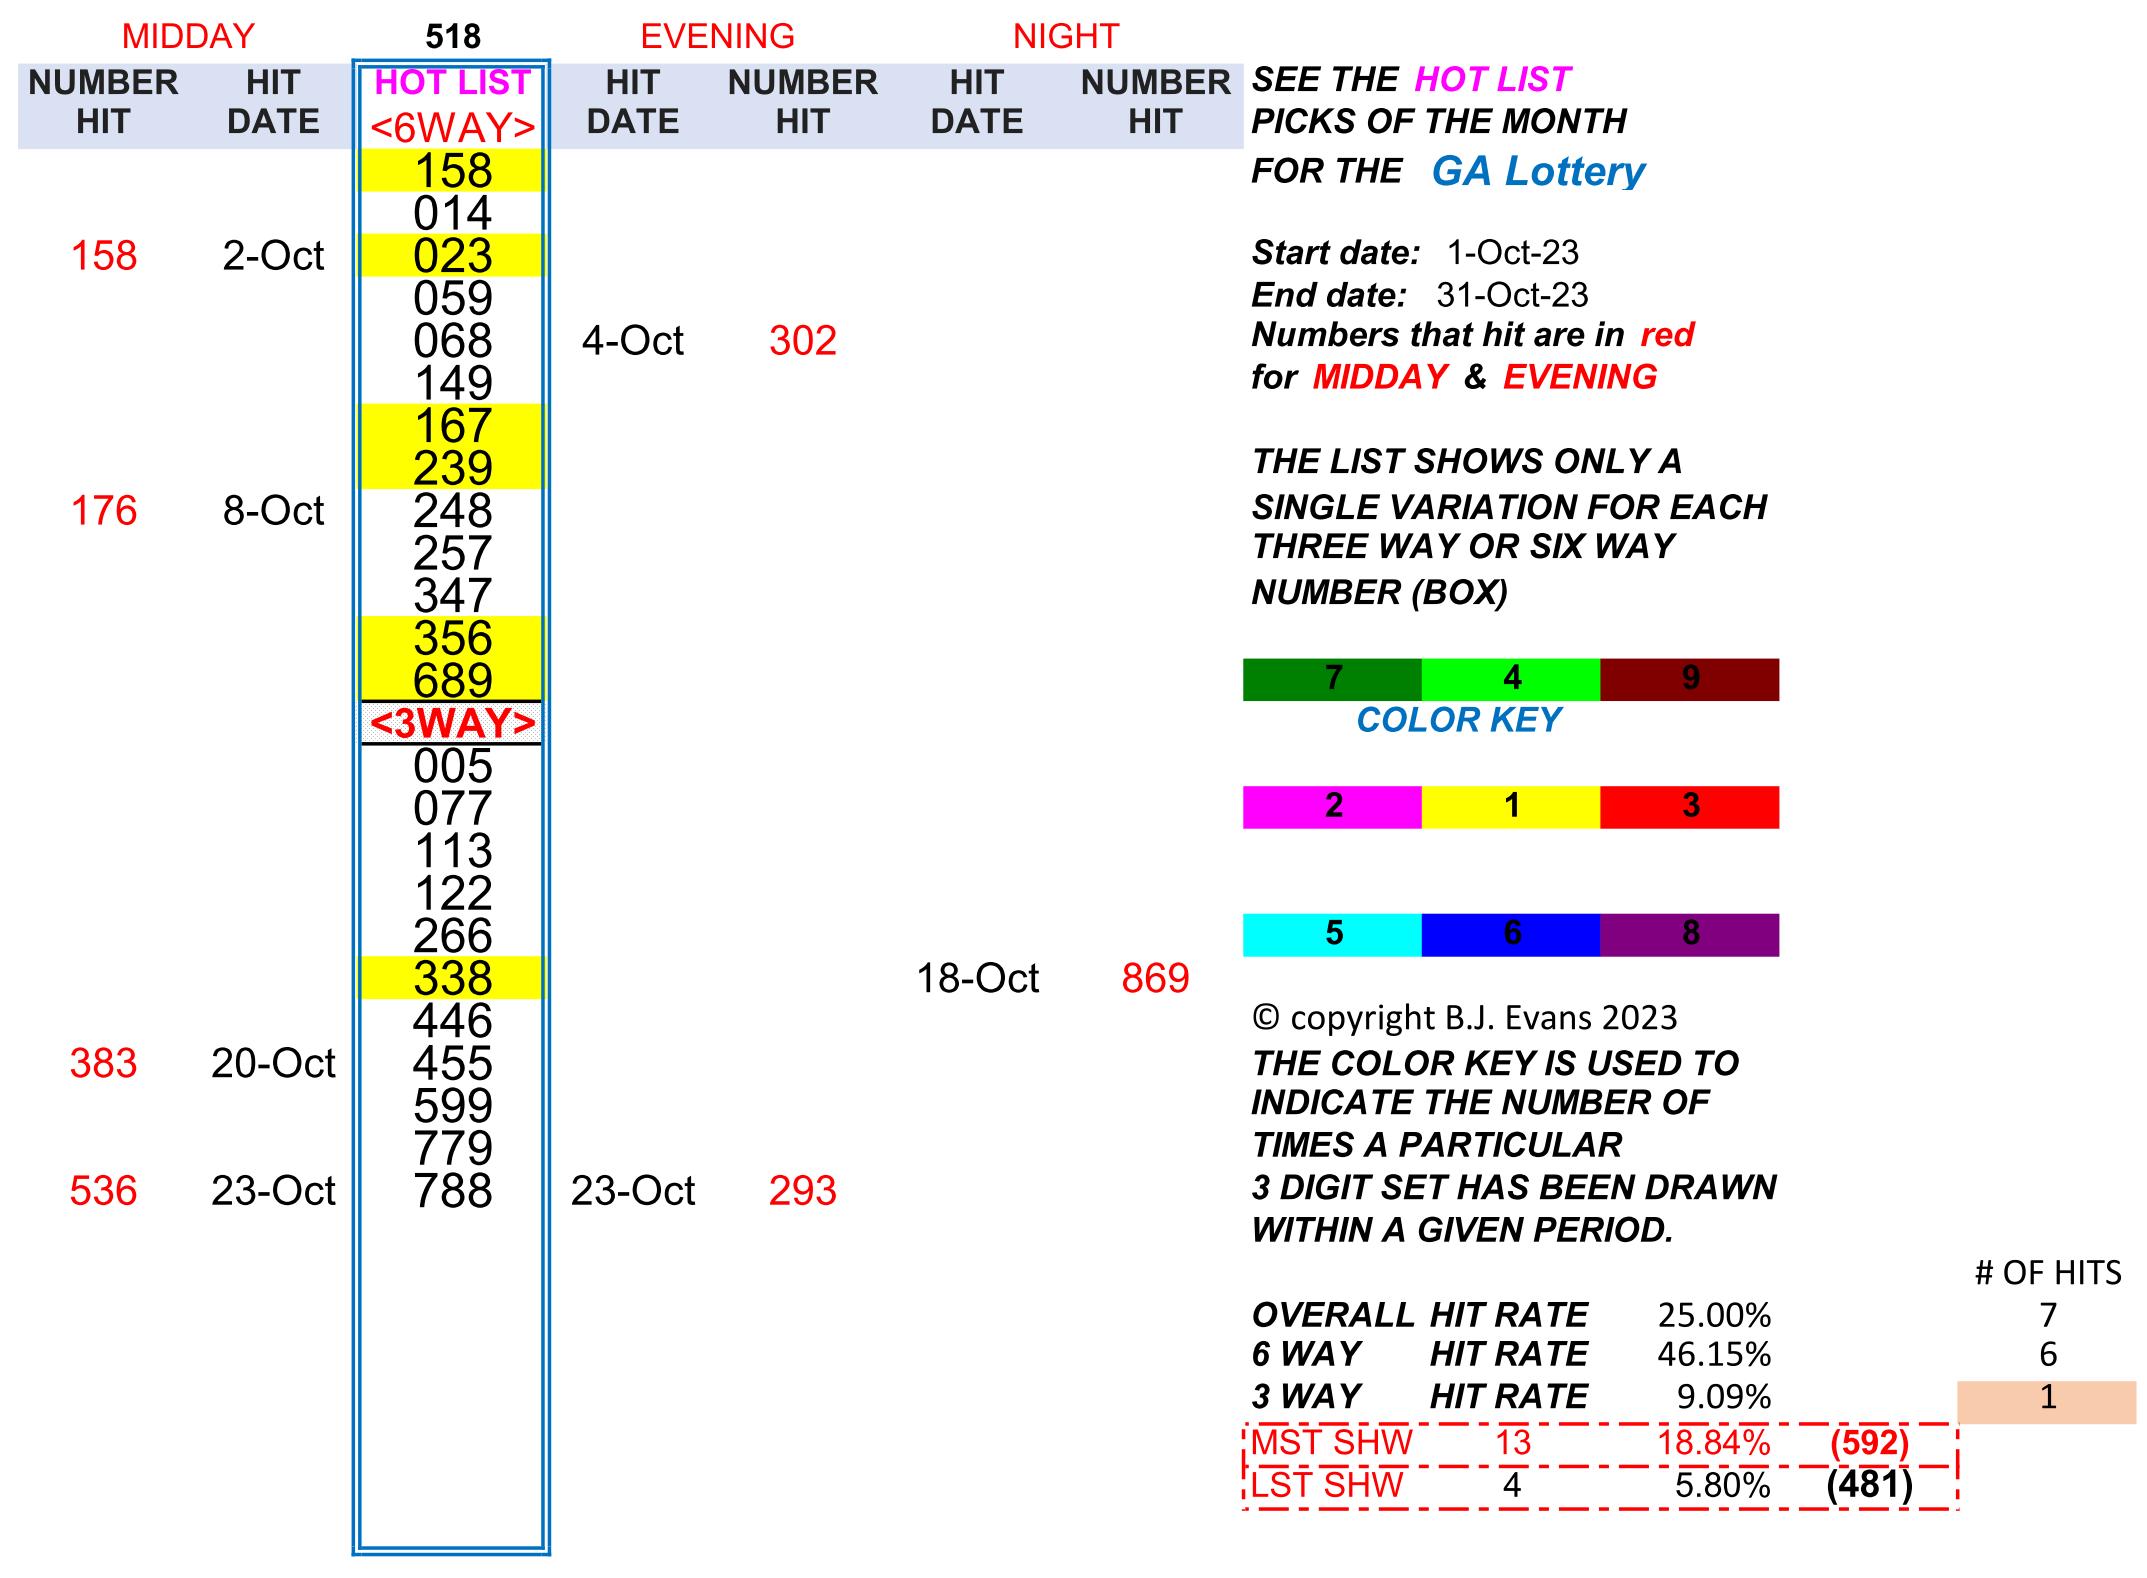 MIDDAY 518 EVENING NIGHT
NUMBER HIT HOT LIST HIT NUMBER HIT NUMBER SEE THE HOT LIST
HIT DATE <6WAY> DATE HIT DATE HIT PICKS OF THE MONTH
158 FOR THE GA Lottery
014
158 2-Oct 023 Start date: 1-Oct-23
059 End date: 31-Oct-23
068 4-Oct 302 Numbers that hit are in red
149 for MIDDAY & EVENING
167
239 THE LIST SHOWS ONLY A
176 8-Oct 248 SINGLE VARIATION FOR EACH
257 THREE WAY OR SIX WAY
347 NUMBER (BOX)
356
689 7 4 9
<3WAY> COLOR KEY
005
077 2 1 3
113
122
266 5 6 8
338 18-Oct 869
446 © copyright B.J. Evans 2023
383 20-Oct 455 THE COLOR KEY IS USED TO
599 INDICATE THE NUMBER OF
779 TIMES A PARTICULAR
536 23-Oct 788 23-Oct 293 3 DIGIT SET HAS BEEN DRAWN
WITHIN A GIVEN PERIOD.
# OF HITS
OVERALL HIT RATE 25.00% 7
6 WAY HIT RATE 46.15% 6
3 WAY HIT RATE 9.09% 1
MST SHW 13 18.84% (592)
LST SHW 4 5.80% (481)